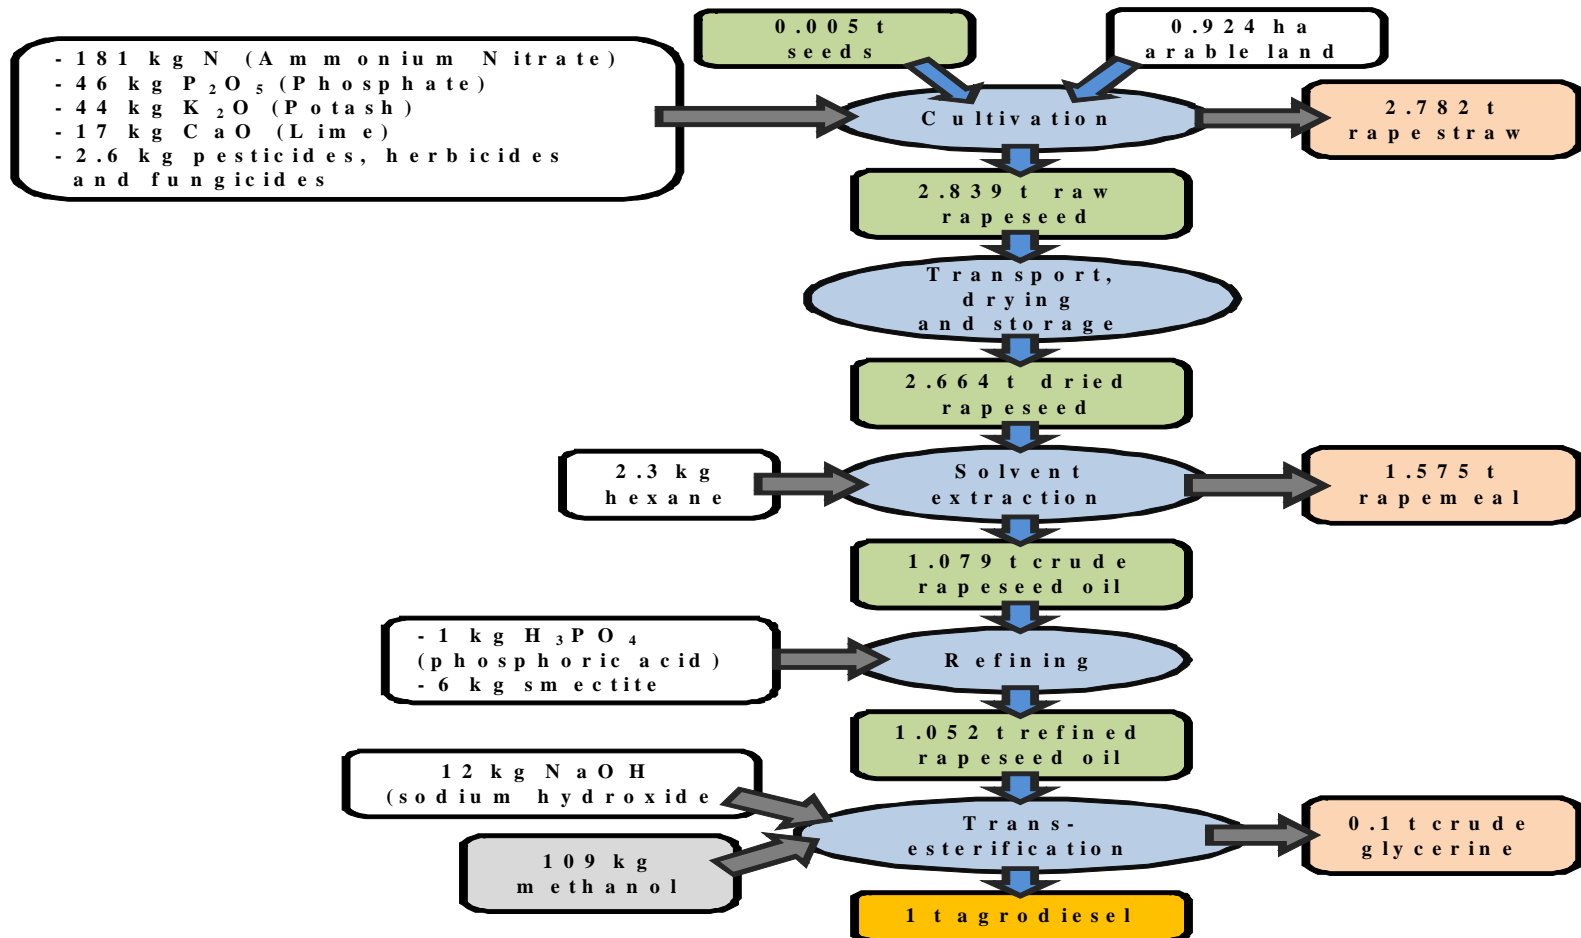 - 181 kg N (Ammonium Nitrate)
- 46 kg P₂O₅ (Phosphate)
- 44 kg K₂O (Potash)
- 17 kg CaO (Lime)
- 2.6 kg pesticides, herbicides
and fungicides
0.005 t
seeds
0.924 ha
arable land
Cultivation
2.782 t
rape straw
2.839 t raw
rapeseed
Transport,
drying
and storage
2.664 t dried
rapeseed
2.3 kg
hexane
Solvent
extraction
1.575 t
rapemeal
1.079 t crude
rapeseed oil
- 1 kg H₃PO₄
(phosphoric acid)
- 6 kg smectite
Refining
1.052 t refined
rapeseed oil
12 kg NaOH
(sodium hydroxide
109 kg
methanol
Trans-
esterification
0.1 t crude
glycerine
1 t agrodiesel